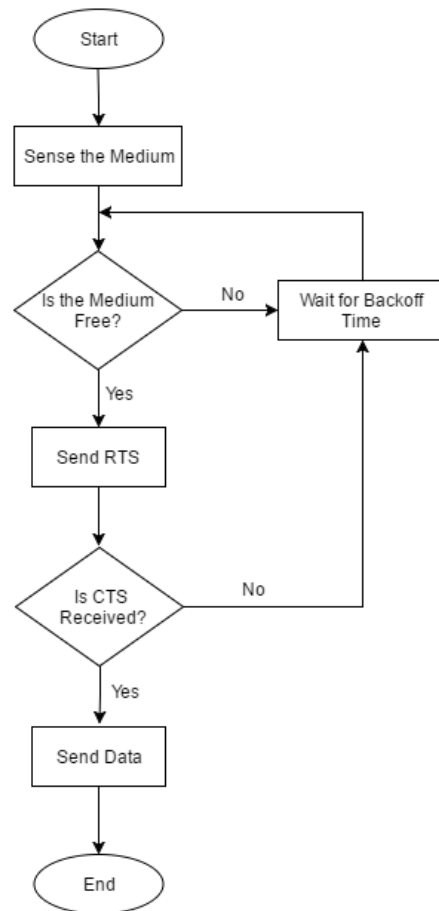 Start
Sense the Medium
Is the Medium
Free?
No
Wait for Backoff
Time
Yes
Send RTS
Is CTS
Received?
No
Yes
Send Data
End